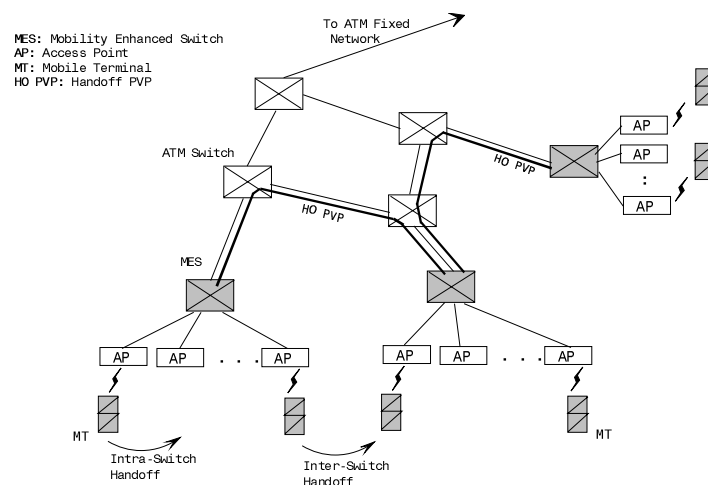 To ATM Fixed
Network
MES: Mobility Enhanced Switch
AP: Access Point
MT: Mobile Terminal
HO PVP: Handoff PVP
AP
ATM Switch
HO PVP
AP
:
AP
HO PVP
MES
AP
AP
. . .
AP
AP
AP
. . .
AP
MT
MT
Intra-Switch
Handoff
Inter-Switch
Handoff